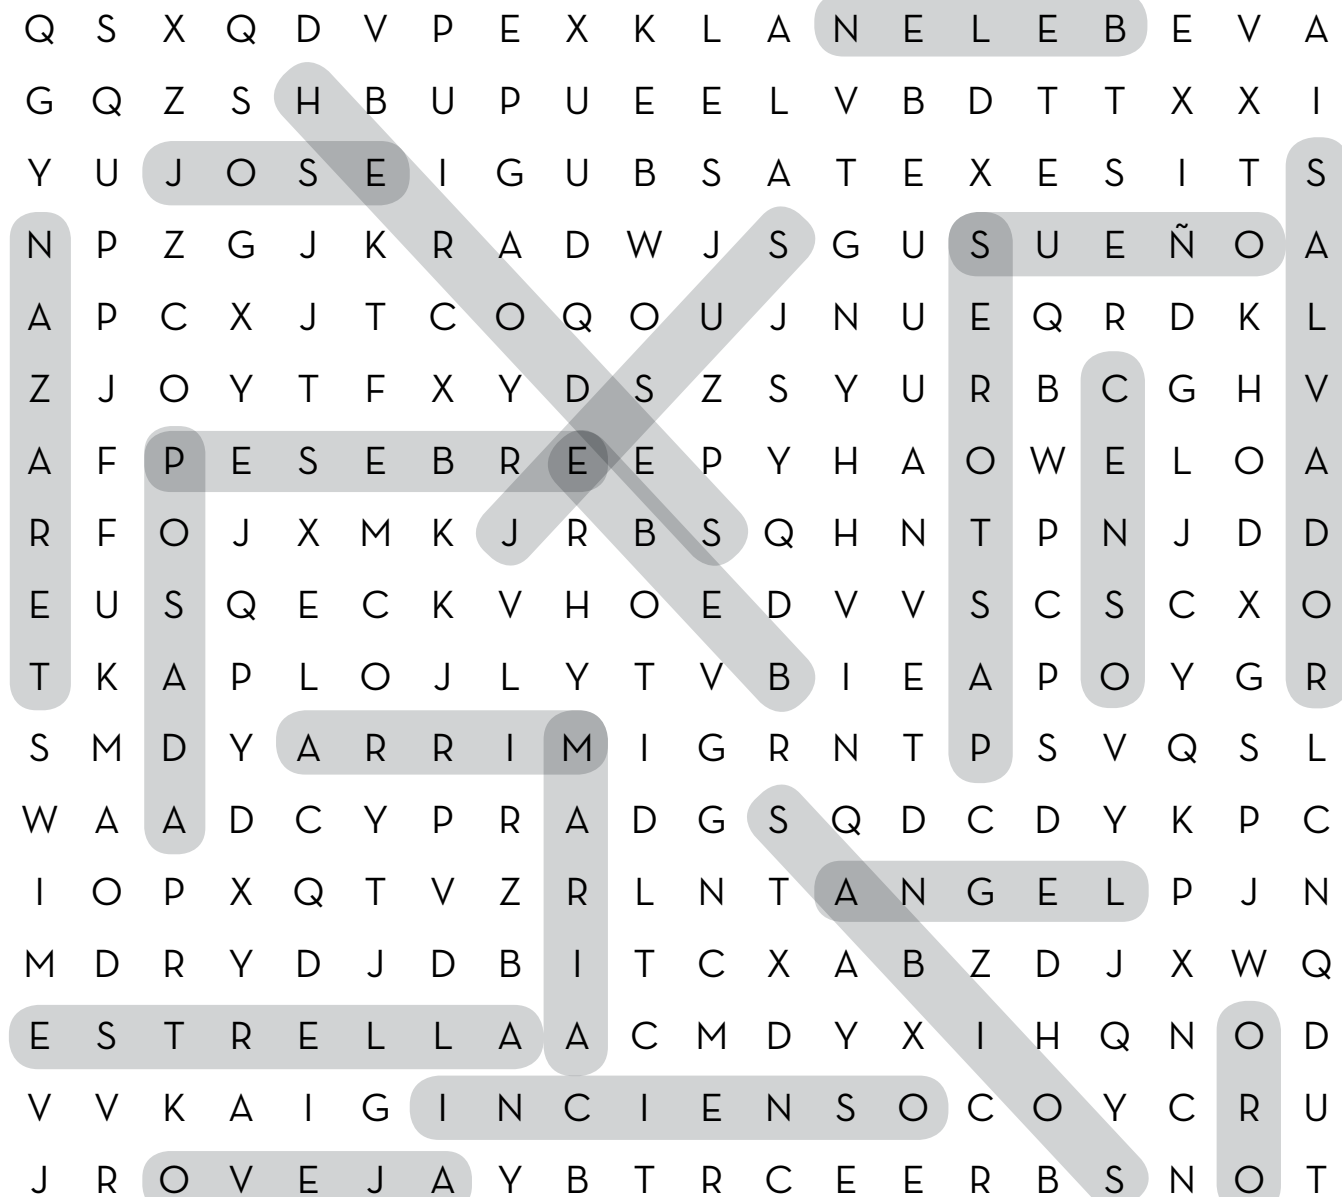 Q S X Q D V P E X K L A N E L E B E V A
G Q Z S H B U P U E E L V B D T T X X I
Y U J O S E I G U B S A T E X E S I T S
N P Z G J K R A D W J S G U S U E Ñ O A
A P C X J T C O Q O U J N U E Q R D K L
Z J O Y T F X Y D S Z S Y U R B C G H V
A F P E S E B R E E P Y H A O W E L O A
R F O J X M K J R B S Q H N T P N J D D
E U S Q E C K V H O E D V V S C S C X O
T K A P L O J L Y T V B I E A P O Y G R
S M D Y A R R I M I G R N T P S V Q S L
W A A D C Y P R A D G S Q D C D Y K P C
I O P X Q T V Z R L N T A N G E L P J N
M D R Y D J D B I T C X A B Z D J X W Q
E S T R E L L A A C M D Y X I H Q N O D
V V K A I G I N C I E N S O C O Y C R U
J R O V E J A Y B T R C E E R B S N O T